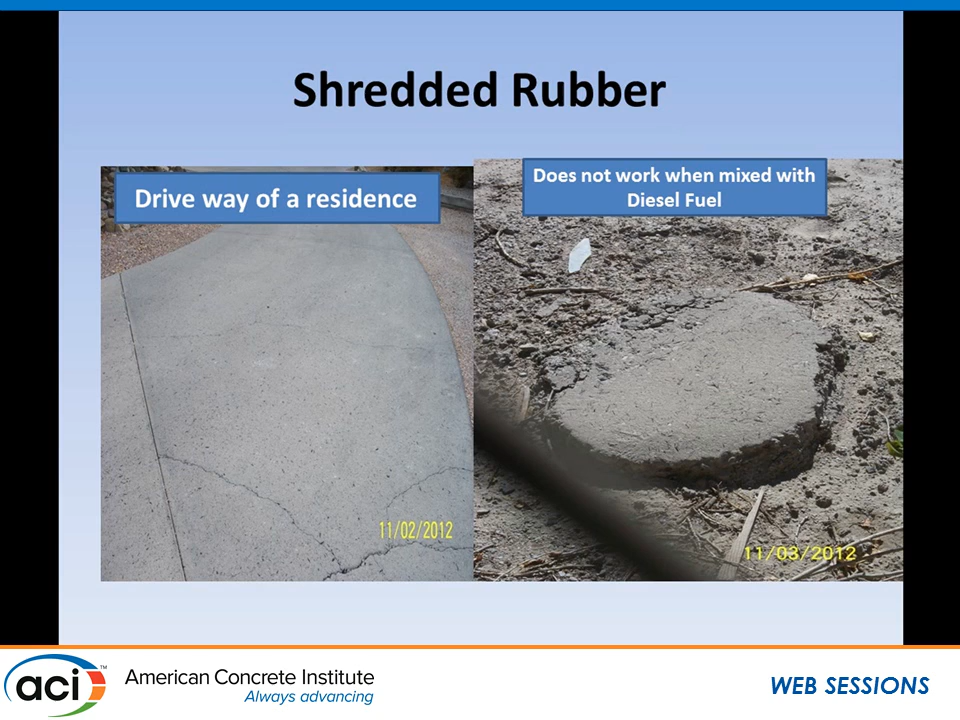 Shredded Rubber
Drive way of a residence
Does not work when mixed with
Diesel Fuel
11/02/2012
11/03/2012
aci™
American Concrete Institute
Always advancing
WEB SESSIONS